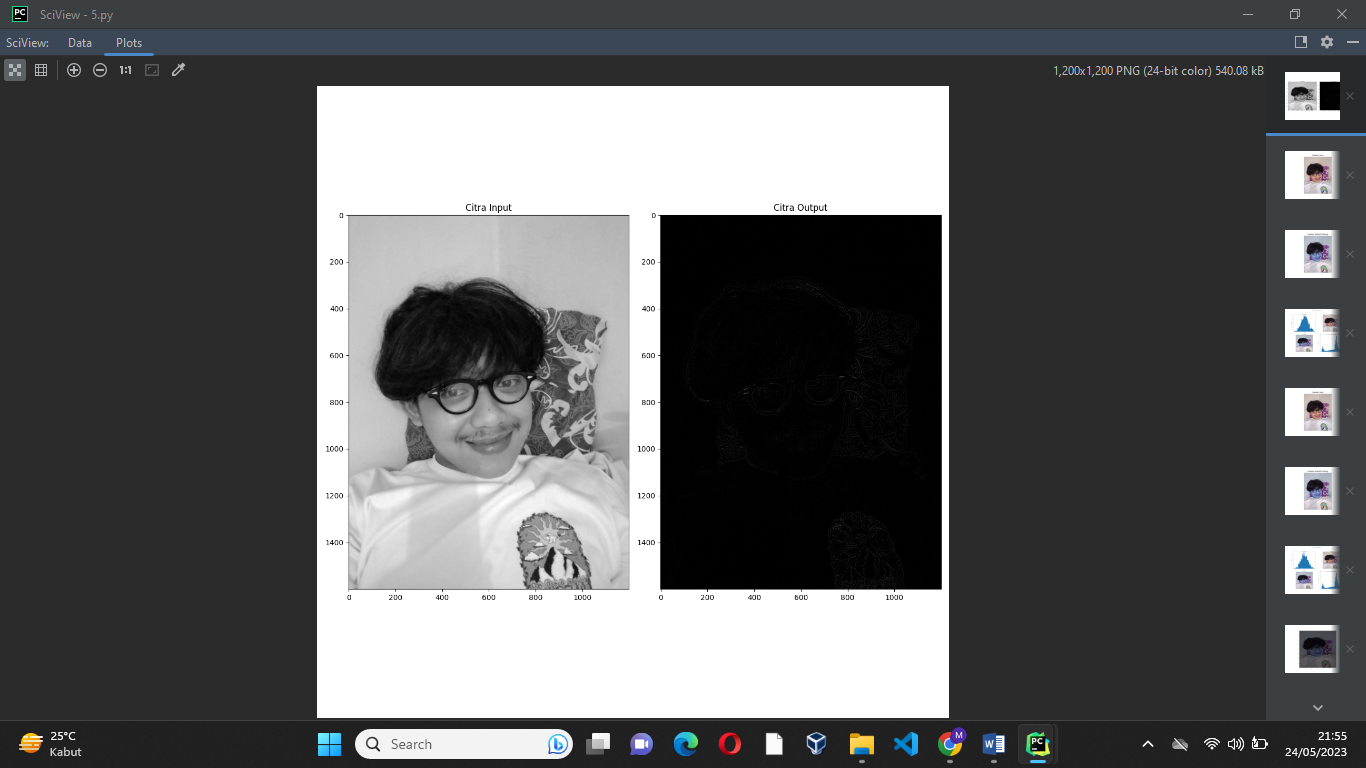 PC SciView - 5.py
SciView: Data Plots
1:1 1,200x1,200 PNG (24-bit color) 540.08 kB
Citra Input Citra Output
0 0
200 200
400 400
600 600
800 800
1000 1000
1200 1200
1400 1400
0 200 400 600 800 1000 0 200 400 600 800 1000
25°C
Kabut
Search
M
PC
21:55
24/05/2023